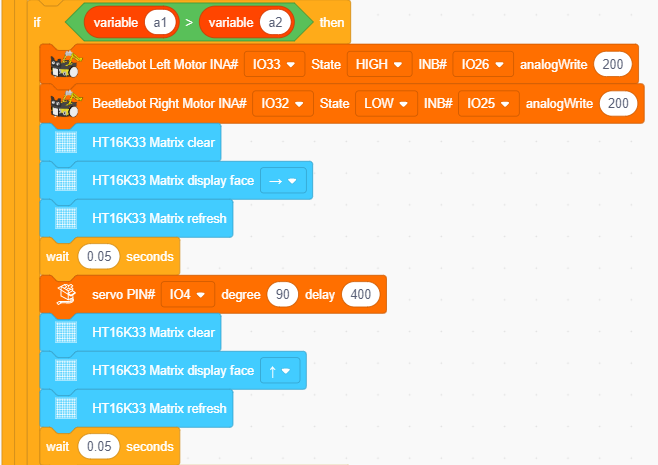 if variable a1 > variable a2 then
Beetlebot Left Motor INA# IO33 State HIGH INB# IO26 analogWrite 200
Beetlebot Right Motor INA# IO32 State LOW INB# IO25 analogWrite 200
HT16K33 Matrix clear
HT16K33 Matrix display face →
HT16K33 Matrix refresh
wait 0.05 seconds
servo PIN# IO4 degree 90 delay 400
HT16K33 Matrix clear
HT16K33 Matrix display face ↑
HT16K33 Matrix refresh
wait 0.05 seconds